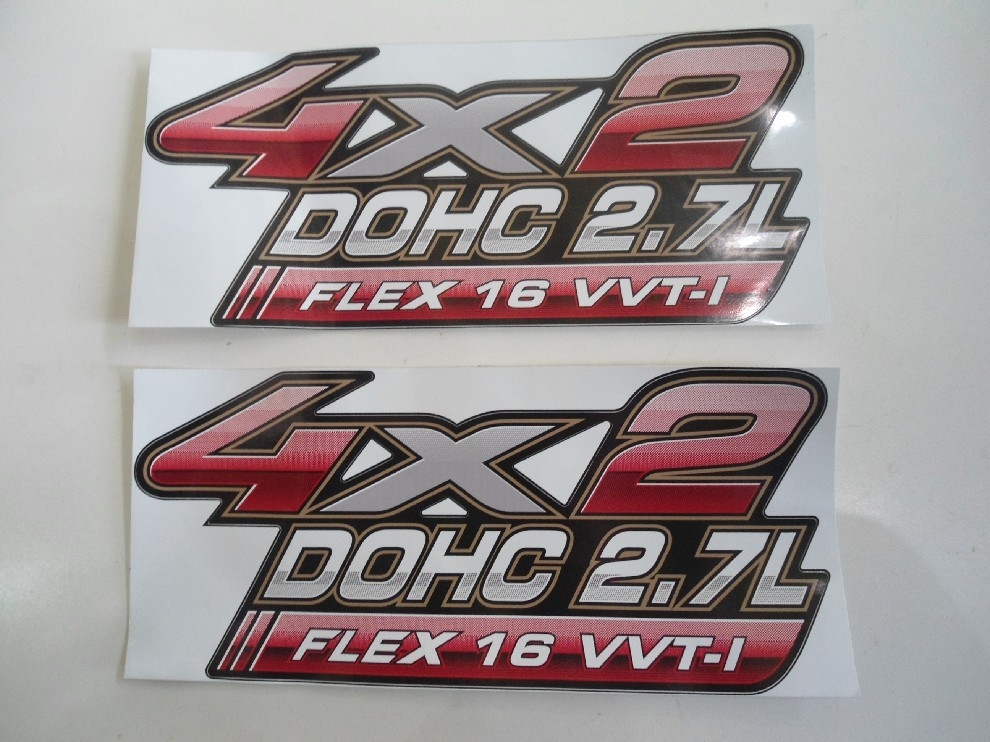 4X2
DOHC 2.7L
FLEX 16 VVT-I
4X2
DOHC 2.7L
FLEX 16 VVT-I